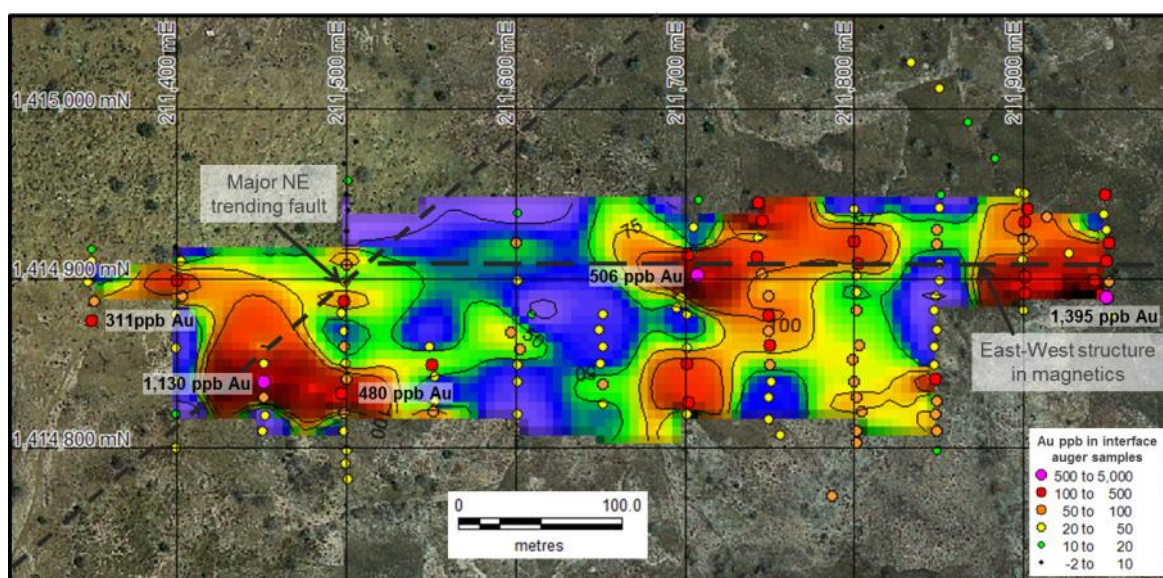 211,400 mE
211,500 mE
211,600 mE
211,700 mE
211,800 mE
211,900 mE
1,415,000 mN
Major NE
trending fault
75
1,414,900 mN
506 ppb Au
311ppb Au
1,395 ppb Au
100
50
East-West structure
in magnetics
1,130 ppb Au
480 ppb Au
50
100
1,414,800 mN
0 100.0
metres
Au ppb in interface
auger samples
500 to 5,000
100 to 500
50 to 100
20 to 50
10 to 20
-2 to 10